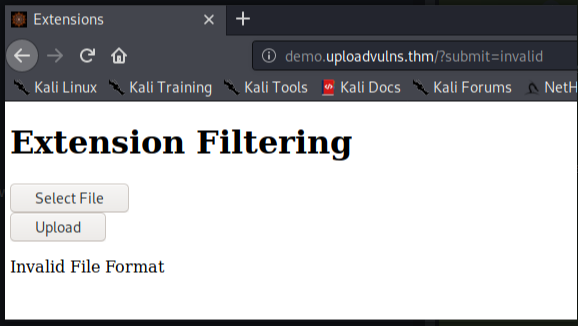 Extensions
demo.uploadvulns.thm/?submit=invalid
Kali Linux Kali Training Kali Tools Kali Docs Kali Forums NetH
Extension Filtering
Select File
Upload
Invalid File Format